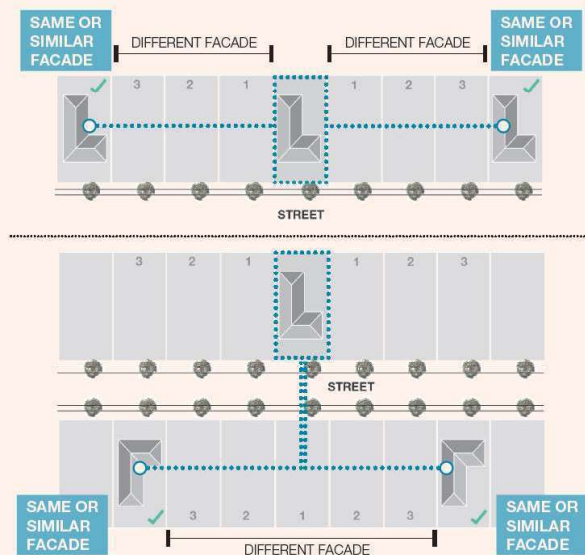 SAME OR
SIMILAR
FACADE
DIFFERENT FACADE
DIFFERENT FACADE
SAME OR
SIMILAR
FACADE
3 2 1 1 2 3
STREET
3 2 1 1 2 3
STREET
SAME OR
SIMILAR
FACADE
3 2 1 2 3
DIFFERENT FACADE
SAME OR
SIMILAR
FACADE